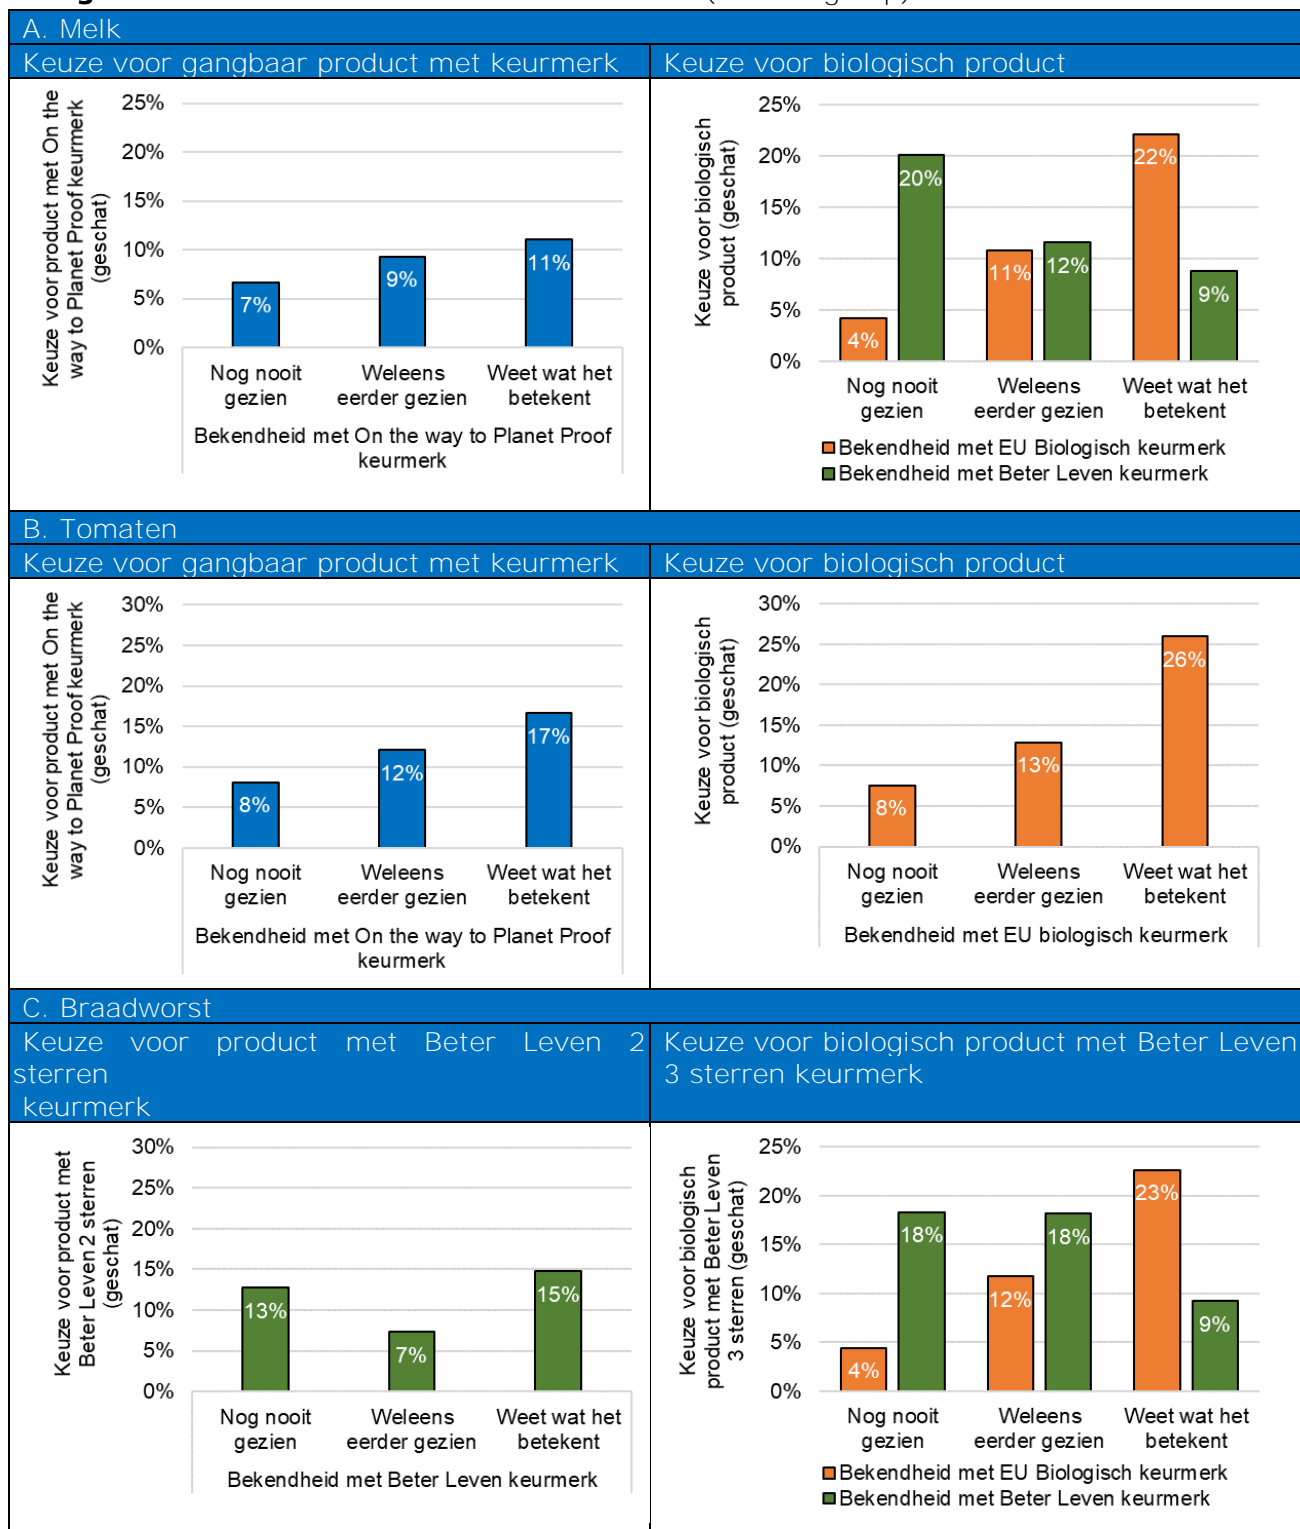 A. Melk
Keuze voor gangbaar product met keurmerk
Keuze voor product met On the
way to Planet Proof keurmerk
(geschat)
25%
20%
15%
10%
5%
0%
7%
9%
11%
Nog nooit
gezien
Weleens
eerder gezien
Weet wat het
betekent
Bekendheid met On the way to Planet Proof
keurmerk
Keuze voor biologisch product
Keuze voor biologisch
product (geschat)
25%
20%
15%
10%
5%
0%
4%
20%
11%
12%
22%
9%
Nog nooit
gezien
Weleens
eerder gezien
Weet wat het
betekent
Bekendheid met EU Biologisch keurmerk
Bekendheid met Beter Leven keurmerk
B. Tomaten
Keuze voor gangbaar product met keurmerk
Keuze voor product met On the
way to Planet Proof keurmerk
(geschat)
30%
25%
20%
15%
10%
5%
0%
8%
12%
17%
Nog nooit
gezien
Weleens
eerder gezien
Weet wat het
betekent
Bekendheid met On the way to Planet Proof
keurmerk
Keuze voor biologisch product
Keuze voor biologisch
product (geschat)
30%
25%
20%
15%
10%
5%
0%
8%
13%
26%
Nog nooit
gezien
Weleens
eerder gezien
Weet wat het
betekent
Bekendheid met EU biologisch keurmerk
C. Braadworst
Keuze voor product met Beter Leven 2
sterren
keurmerk
Keuze voor product met
Beter Leven 2 sterren
(geschat)
30%
25%
20%
15%
10%
5%
0%
13%
7%
15%
Nog nooit
gezien
Weleens
eerder gezien
Weet wat het
betekent
Bekendheid met Beter Leven keurmerk
Keuze voor biologisch product met Beter Leven
3 sterren keurmerk
Keuze voor biologisch
product met Beter Leven
3 sterren (geschat)
25%
20%
15%
10%
5%
0%
4%
18%
12%
18%
23%
9%
Nog nooit
gezien
Weleens
eerder gezien
Weet wat het
betekent
Bekendheid met EU Biologisch keurmerk
Bekendheid met Beter Leven keurmerk